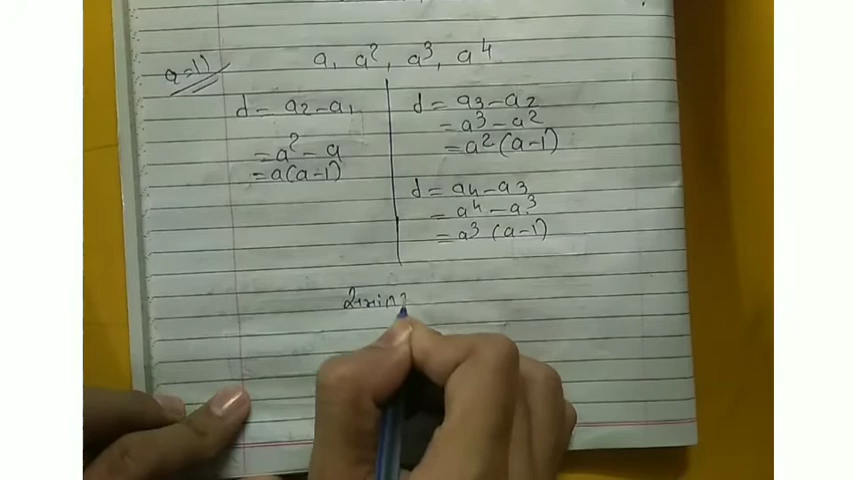 a, a², a³, a⁴
d = a₂ - a₁
= a² - a
= a(a-1)
d = a₃ - a₂
= a³ - a²
= a² (a-1)
d = a₄ - a₃
= a⁴ - a³
= a³ (a-1)